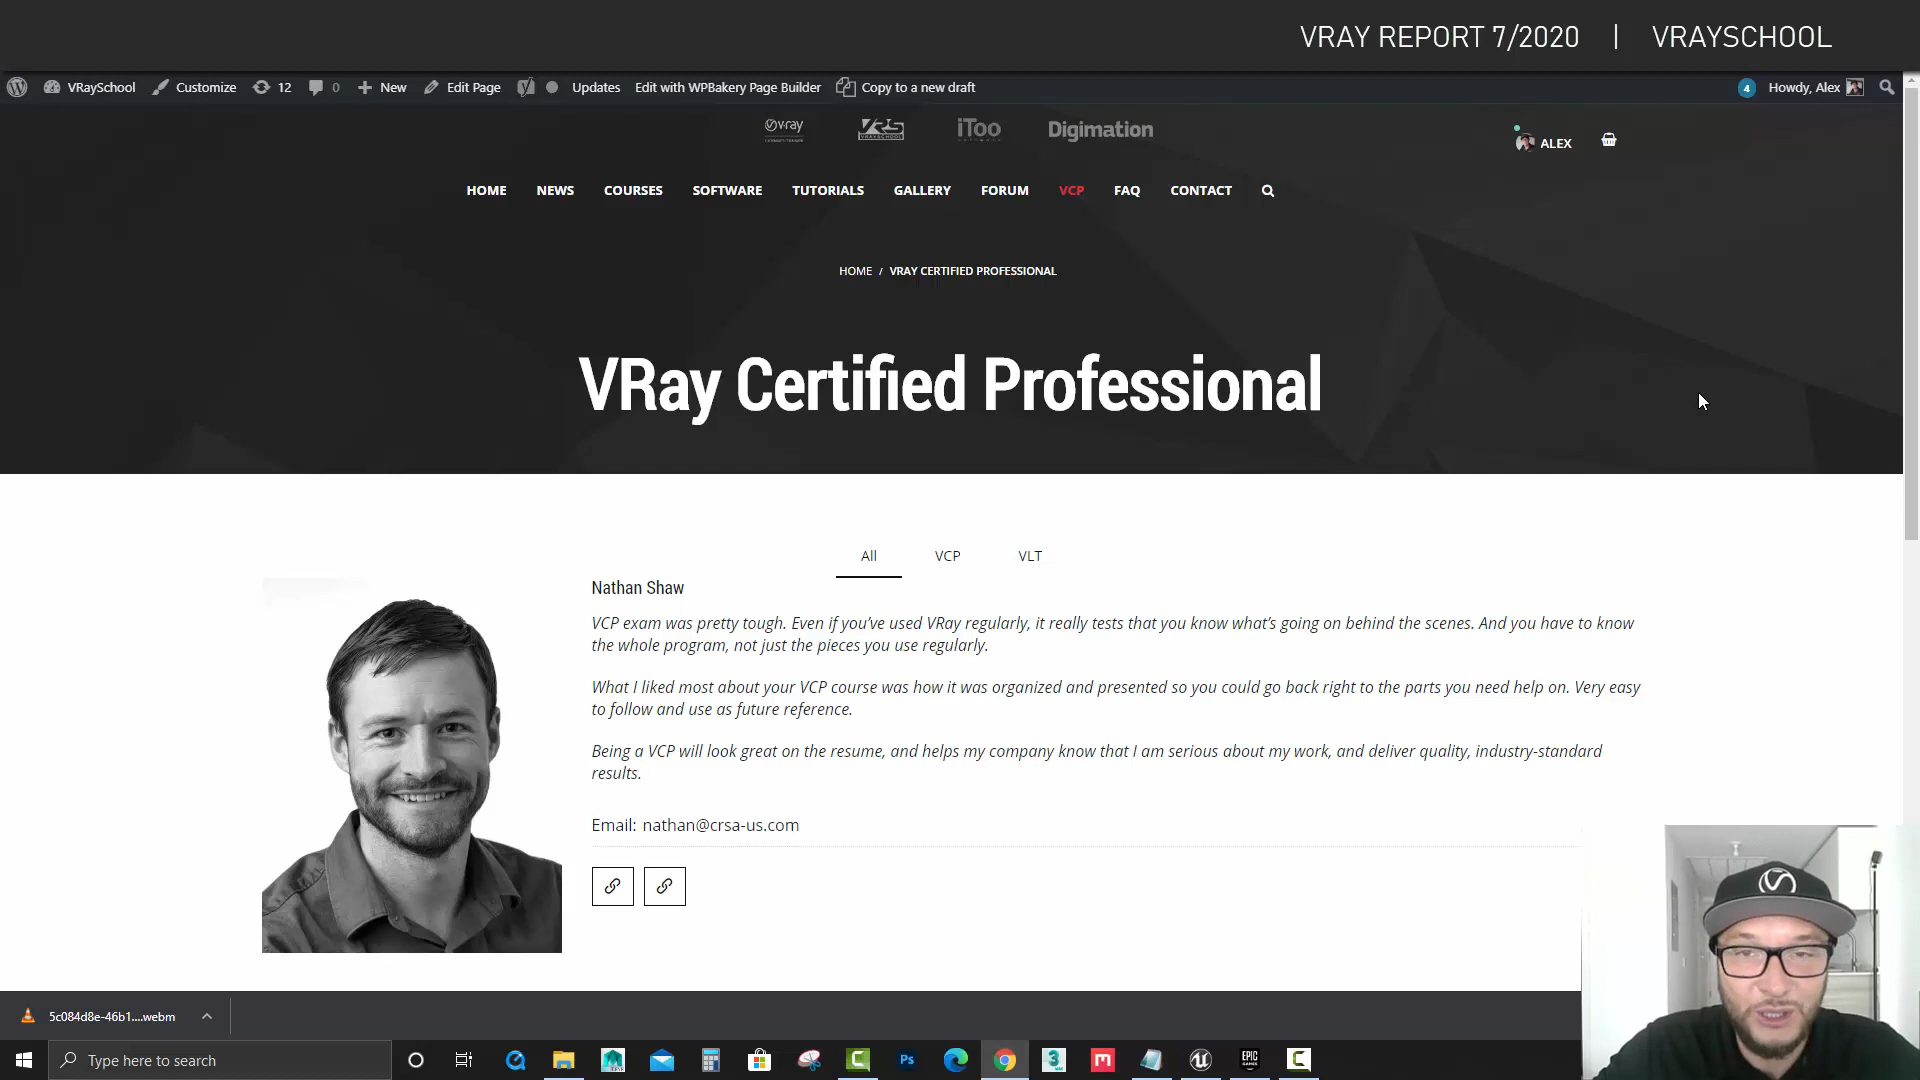 VRAY REPORT 7/2020 | VRAYSCHOOL
VRaySchool Customize 12 0 New Edit Page Updates Edit with WPBakery Page Builder Copy to a new draft 4 Howdy, Alex
v·ray VRAYSCHOOL iToo Digimation
ALEX
HOME NEWS COURSES SOFTWARE TUTORIALS GALLERY FORUM VCP FAQ CONTACT
HOME / VRAY CERTIFIED PROFESSIONAL
VRay Certified Professional
All VCP VLT
Nathan Shaw
VCP exam was pretty tough. Even if you've used VRay regularly, it really tests that you know what's going on behind the scenes. And you have to know
the whole program, not just the pieces you use regularly.
What I liked most about your VCP course was how it was organized and presented so you could go back right to the parts you need help on. Very easy
to follow and use as future reference.
Being a VCP will look great on the resume, and helps my company know that I am serious about my work, and deliver quality, industry-standard
results.
Email: nathan@crsa-us.com
5c084d8e-46b1....webm
Type here to search
Ps
3
EPIC
GAMES